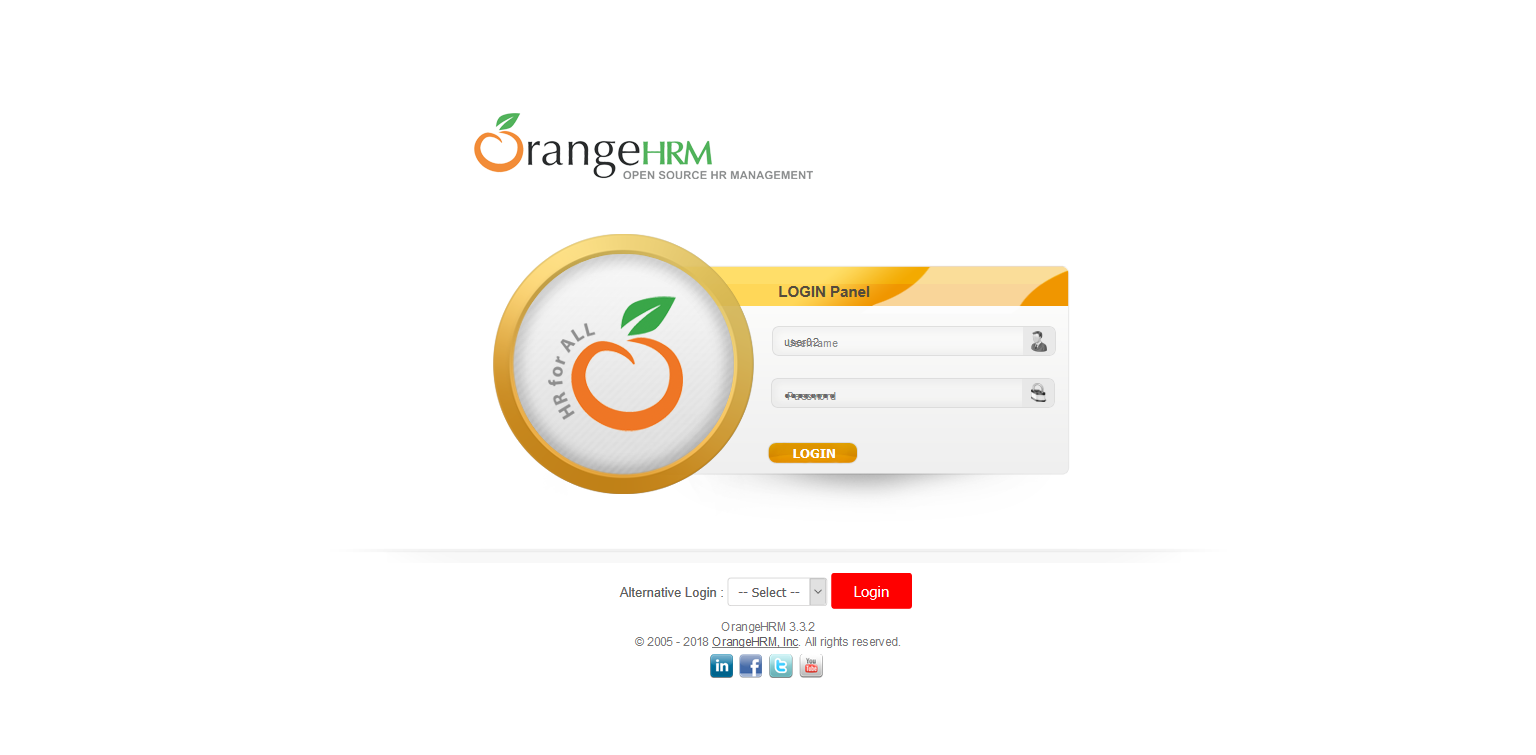 OrangeHRM
OPEN SOURCE HR MANAGEMENT
HR for ALL
LOGIN Panel
user02
Username
Password
LOGIN
Alternative Login : -- Select -- Login
OrangeHRM 3.3.2
© 2005 - 2018 OrangeHRM, Inc. All rights reserved.
in f t You Tube